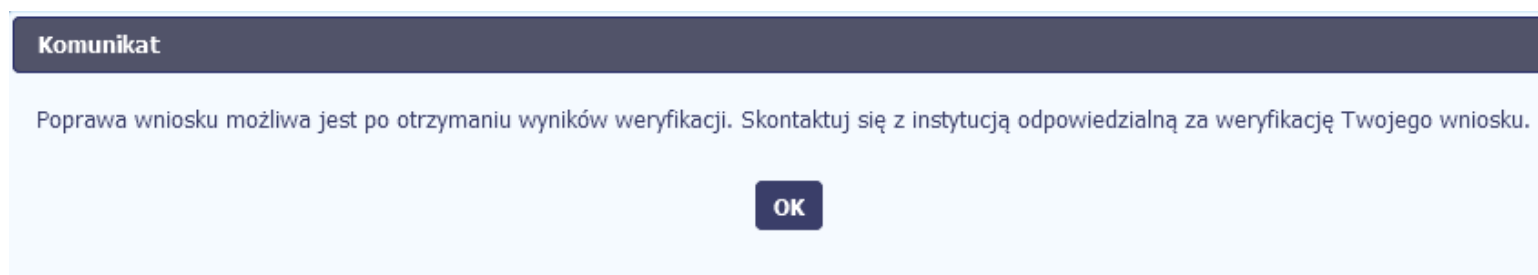 Komunikat
Poprawa wniosku możliwa jest po otrzymaniu wyników weryfikacji. Skontaktuj się z instytucją odpowiedzialną za weryfikację Twojego wniosku.
OK